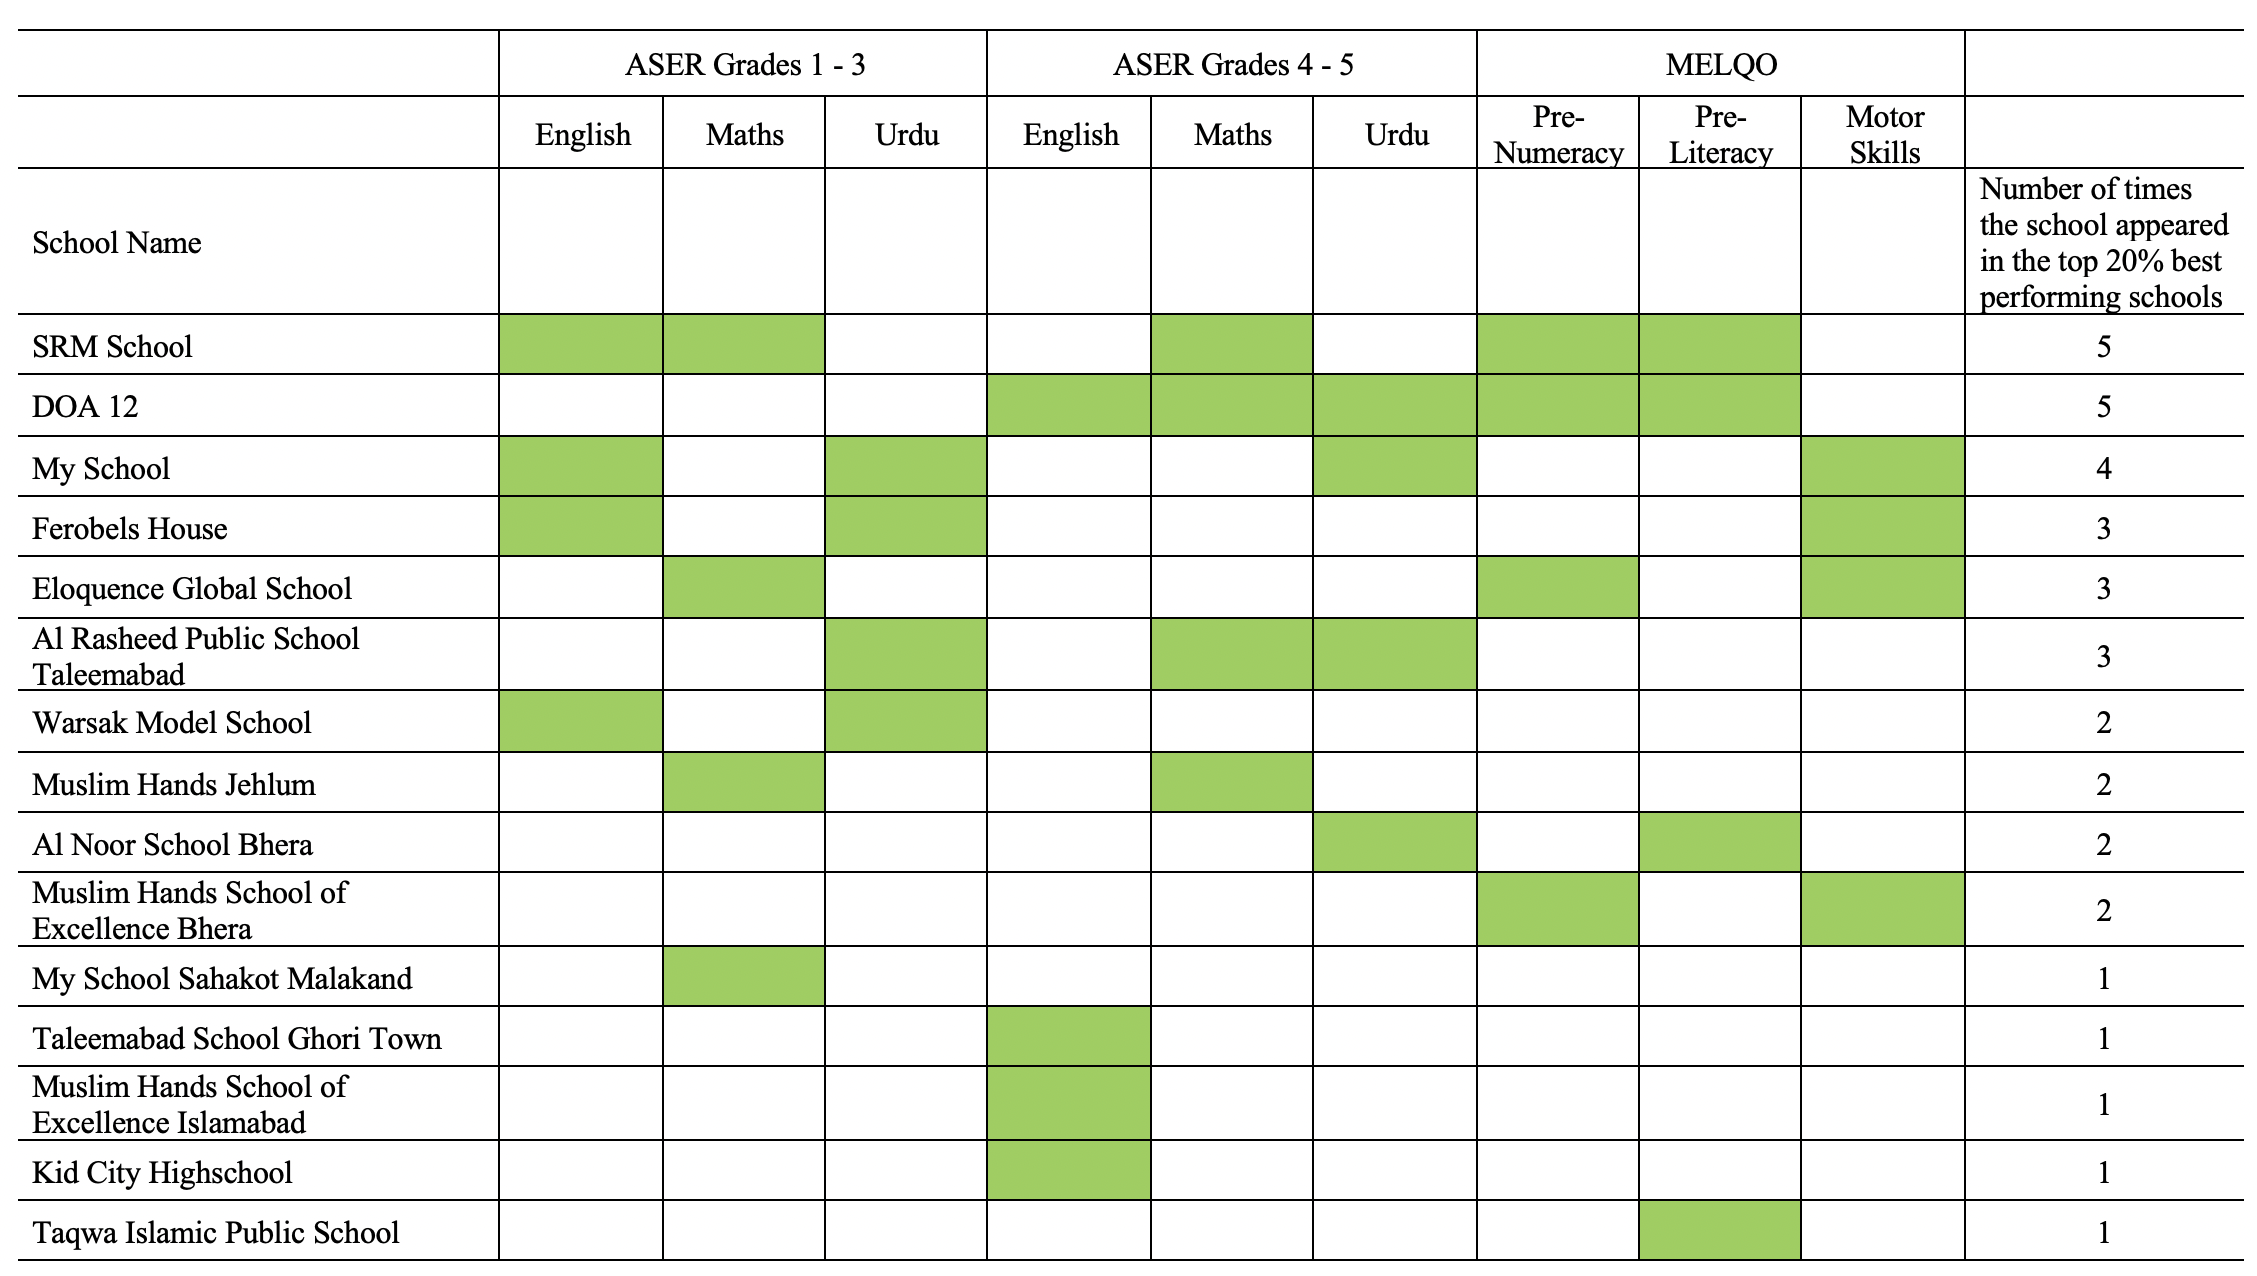 ASER Grades 1 - 3 ASER Grades 4 - 5 MELQO
English Maths Urdu English Maths Urdu Pre-
Numeracy Pre-
Literacy Motor
Skills
School Name Number of times
the school appeared
in the top 20% best
performing schools
SRM School 5
DOA 12 5
My School 4
Ferobels House 3
Eloquence Global School 3
Al Rasheed Public School
Taleemabad 3
Warsak Model School 2
Muslim Hands Jehlum 2
Al Noor School Bhera 2
Muslim Hands School of
Excellence Bhera 2
My School Sahakot Malakand 1
Taleemabad School Ghori Town 1
Muslim Hands School of
Excellence Islamabad 1
Kid City Highschool 1
Taqwa Islamic Public School 1